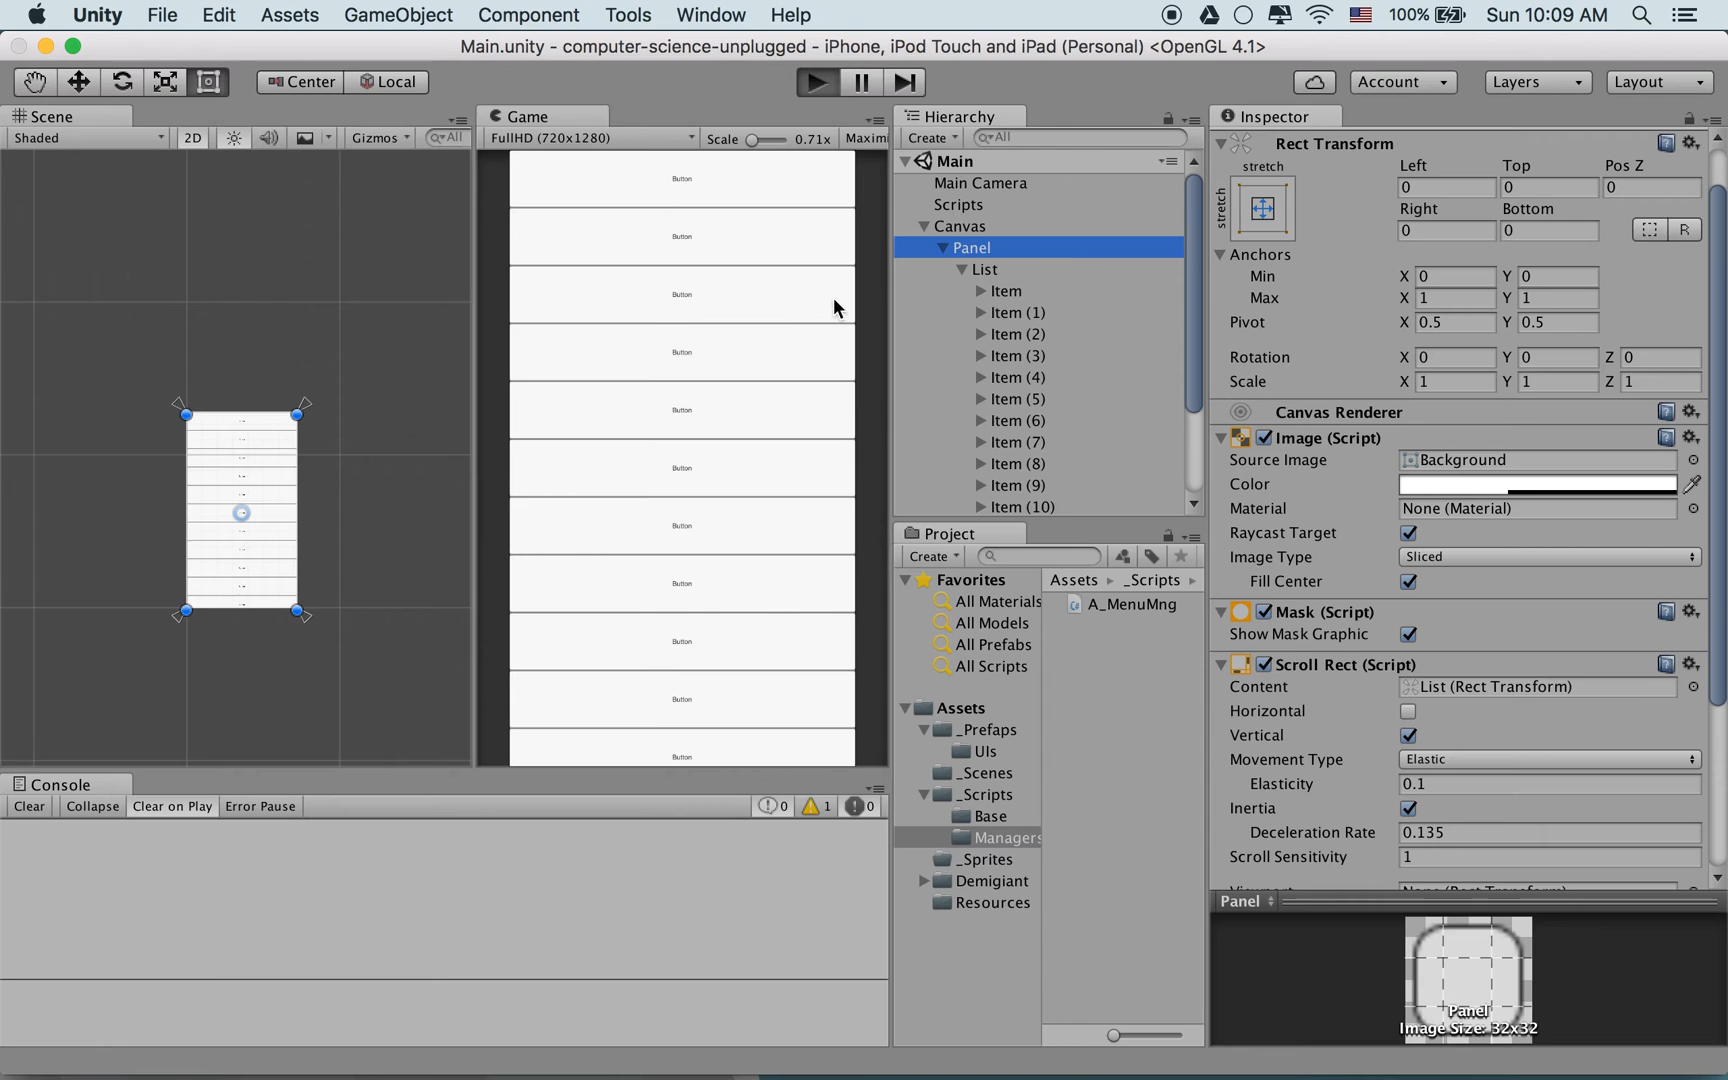 Unity File Edit Assets GameObject Component Tools Window Help 100% Sun 10:09 AM
Main.unity - computer-science-unplugged - iPhone, iPod Touch and iPad (Personal) <OpenGL 4.1>
Center Local Account Layers Layout
Scene
Shaded 2D Gizmos All
Game
FullHD (720x1280) Scale 0.71x Maxim
Button
Button
Button
Button
Button
Button
Button
Button
Button
Button
Button
Console
Clear Collapse Clear on Play Error Pause 0 1 0
Hierarchy
Create All
Main
Main Camera
Scripts
Canvas
Panel
List
Item
Item (1)
Item (2)
Item (3)
Item (4)
Item (5)
Item (6)
Item (7)
Item (8)
Item (9)
Item (10)
Project
Create
Favorites
All Materials
All Models
All Prefabs
All Scripts
Assets
_Prefaps
UIs
_Scenes
_Scripts
Base
Managers
_Sprites
Demigiant
Resources
Assets _Scripts
A_MenuMng
Inspector
Rect Transform
stretch Left Top Pos Z
stretch 0 0 0
Right Bottom
0 0 R
Anchors
Min X 0 Y 0
Max X 1 Y 1
Pivot X 0.5 Y 0.5
Rotation X 0 Y 0 Z 0
Scale X 1 Y 1 Z 1
Canvas Renderer
Image (Script)
Source Image Background
Color
Material None (Material)
Raycast Target
Image Type Sliced
Fill Center
Mask (Script)
Show Mask Graphic
Scroll Rect (Script)
Content List (Rect Transform)
Horizontal
Vertical
Movement Type Elastic
Elasticity 0.1
Inertia
Deceleration Rate 0.135
Scroll Sensitivity 1
Panel
Panel
Image Size: 32x32